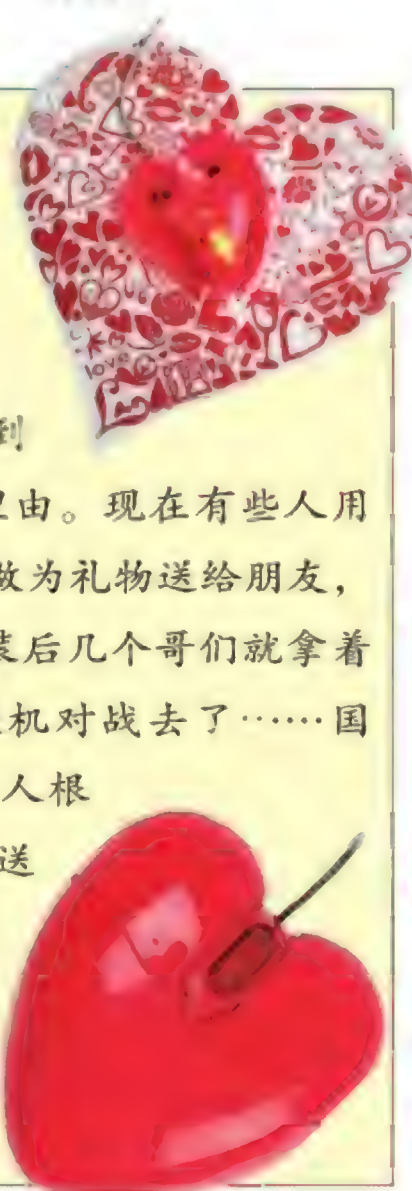 love
到
由。现在有些人用
做为礼物送给朋友，
装后几个哥们就拿着
机对战去了……国
人根
送